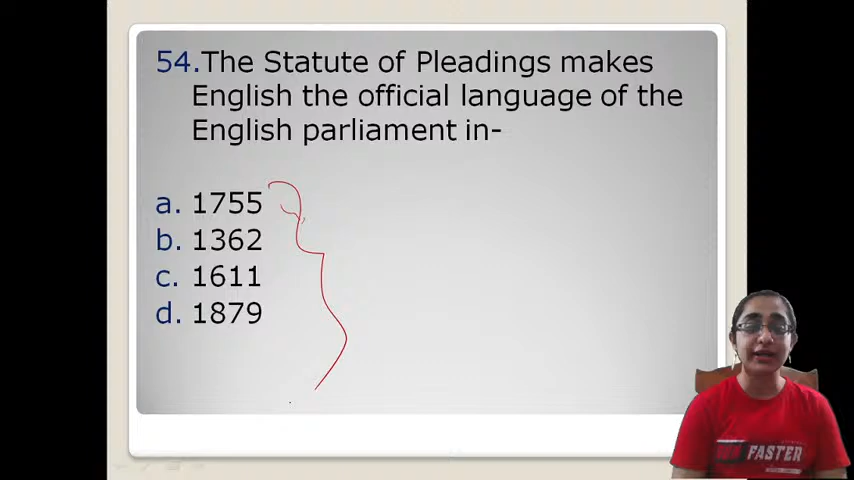 54.The Statute of Pleadings makes
English the official language of the
English parliament in-
a. 1755
b. 1362
c. 1611
d. 1879
FASTER